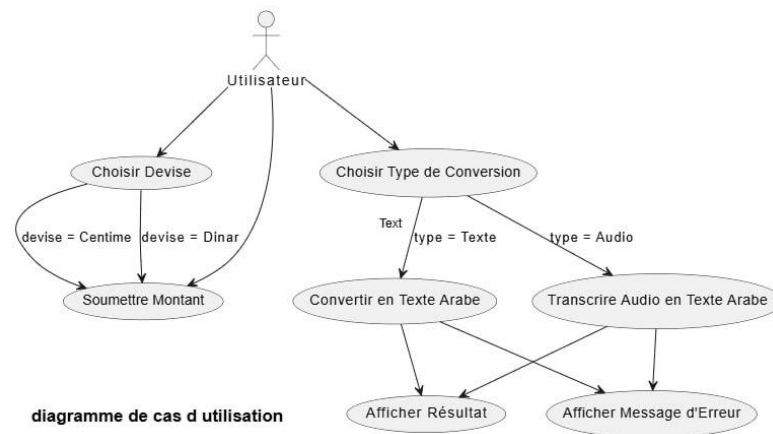 Utilisateur
Choisir Devise
Choisir Type de Conversion
Text
devise = Centime
devise = Dinar
type = Texte
type = Audio
Soumettre Montant
Convertir en Texte Arabe
Transcrire Audio en Texte Arabe
diagramme de cas d utilisation
Afficher Résultat
Afficher Message d'Erreur